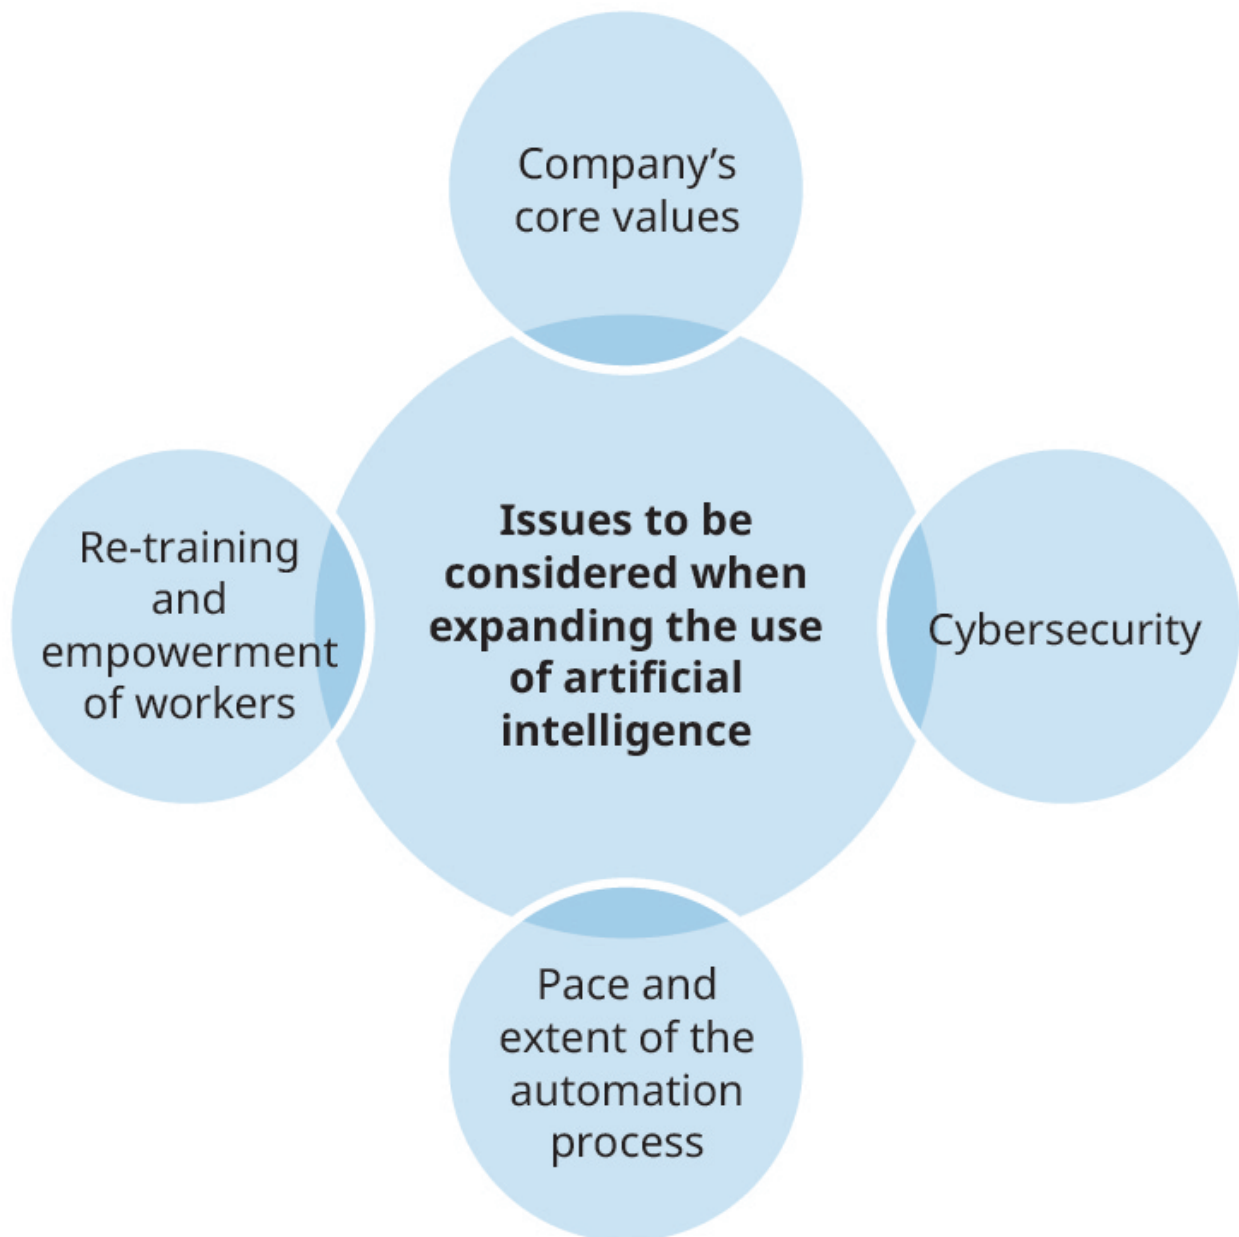 Company’s
core values
Re-training
and
empowerment
of workers
Issues to be
considered when
expanding the use
of artificial
intelligence
Cybersecurity
Pace and
extent of the
automation
process